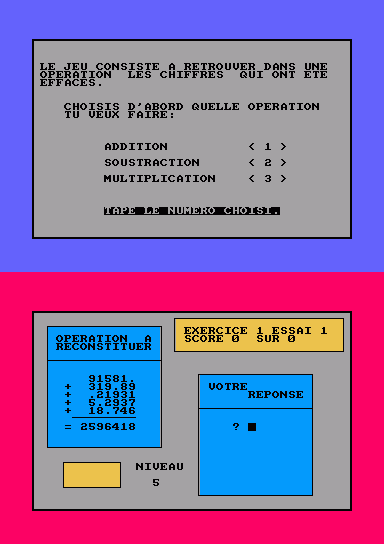 LE JEU CONSISTE A RETROUVER DANS UNE
OPERATION LES CHIFFRES QUI ONT ETE
EFFACES.
CHOISIS D'ABORD QUELLE OPERATION
TU VEUX FAIRE:
ADDITION < 1 >
SOUSTRACTION < 2 >
MULTIPLICATION < 3 >
TAPE LE NUMERO CHOISI.
EXERCICE 1 ESSAI 1
SCORE 0 SUR 0
OPERATION A
RECONSTITUER
91581.
+ 319.89
+ .21931
+ 5.2937
+ 18.746
= 2596418
VOTRE
REPONSE
?
NIVEAU
5